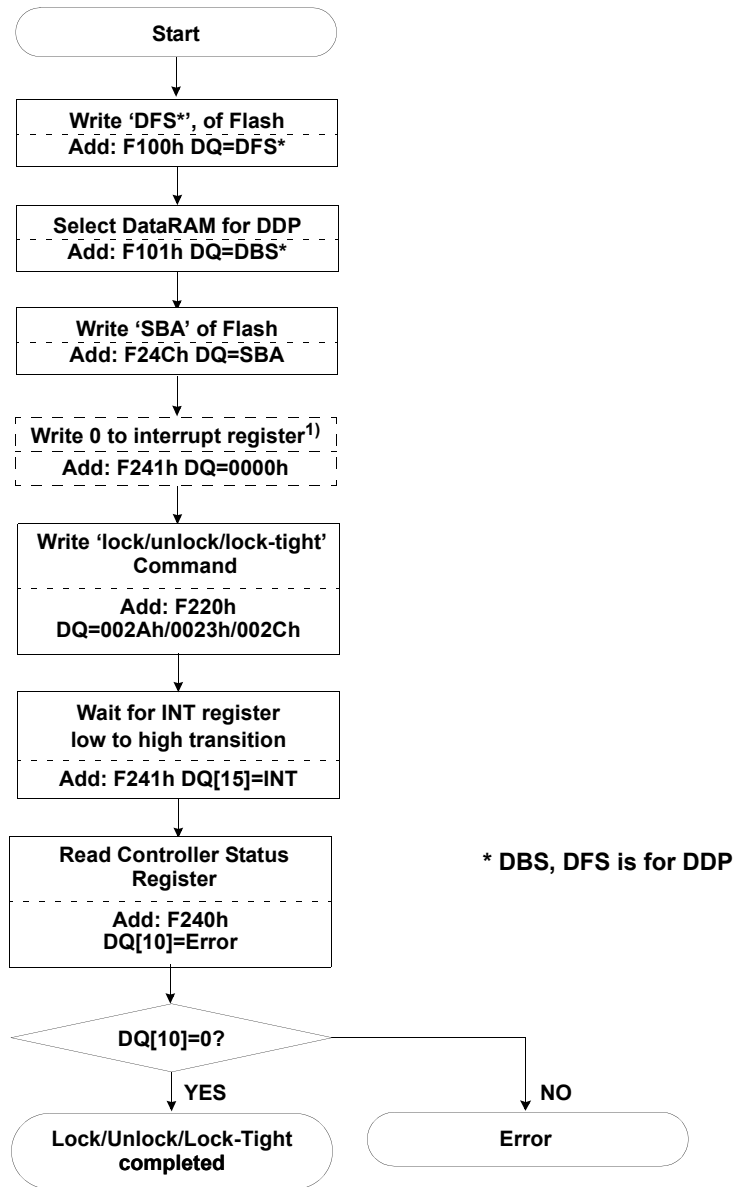 Start
Write ‘DFS*’, of Flash
Add: F100h DQ=DFS*
Select DataRAM for DDP
Add: F101h DQ=DBS*
Write ‘SBA’ of Flash
Add: F24Ch DQ=SBA
Write 0 to interrupt register1)
Add: F241h DQ=0000h
Write ‘lock/unlock/lock-tight’
Command
Add: F220h
DQ=002Ah/0023h/002Ch
Wait for INT register
low to high transition
Add: F241h DQ[15]=INT
Read Controller Status
Register
Add: F240h
DQ[10]=Error
* DBS, DFS is for DDP
DQ[10]=0?
YES
NO
Lock/Unlock/Lock-Tight
completed
Error